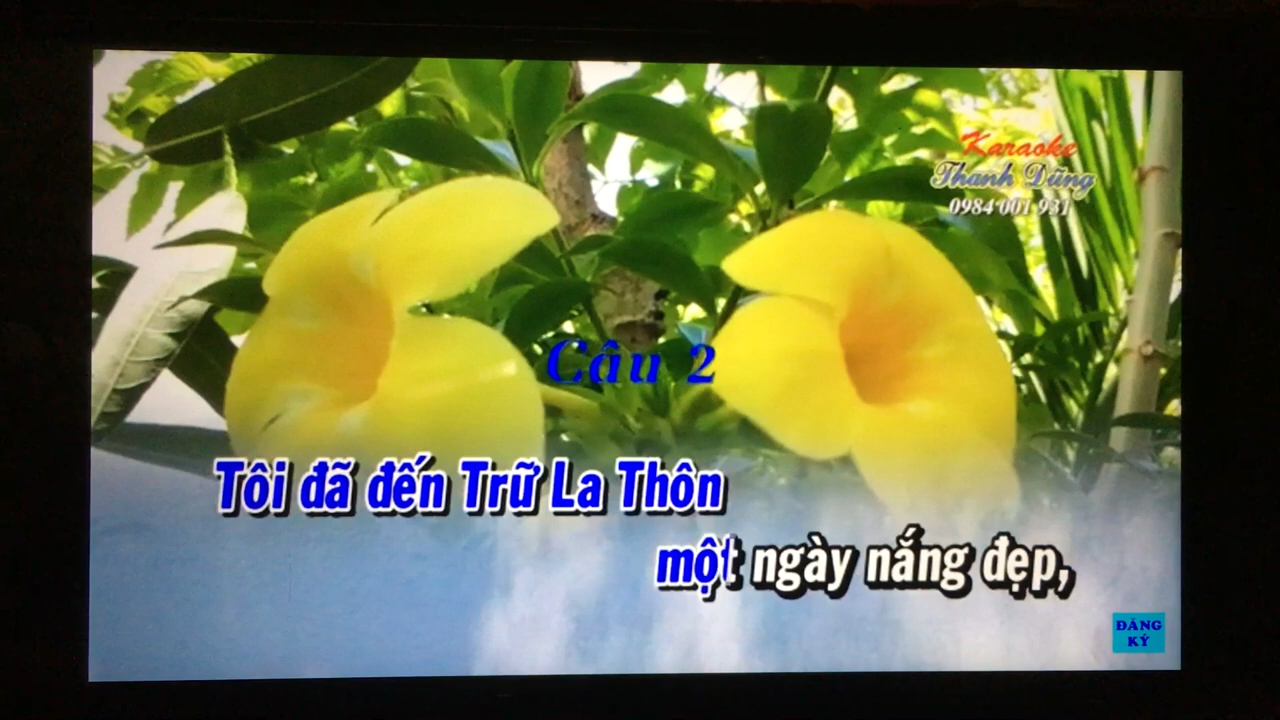 Karaoke
Thanh Dũng
0984 001 931
Câu 2
Tôi đã đến Trữ La Thôn
một ngày nắng đẹp,
ĐĂNG
KÝ